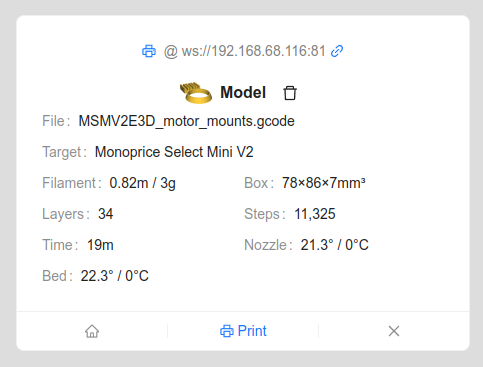 @ ws://192.168.68.116:81
Model
File: MSMV2E3D_motor_mounts.gcode
Target: Monoprice Select Mini V2
Filament: 0.82m / 3g Box: 78×86×7mm³
Layers: 34 Steps: 11,325
Time: 19m Nozzle: 21.3° / 0°C
Bed: 22.3° / 0°C
Print